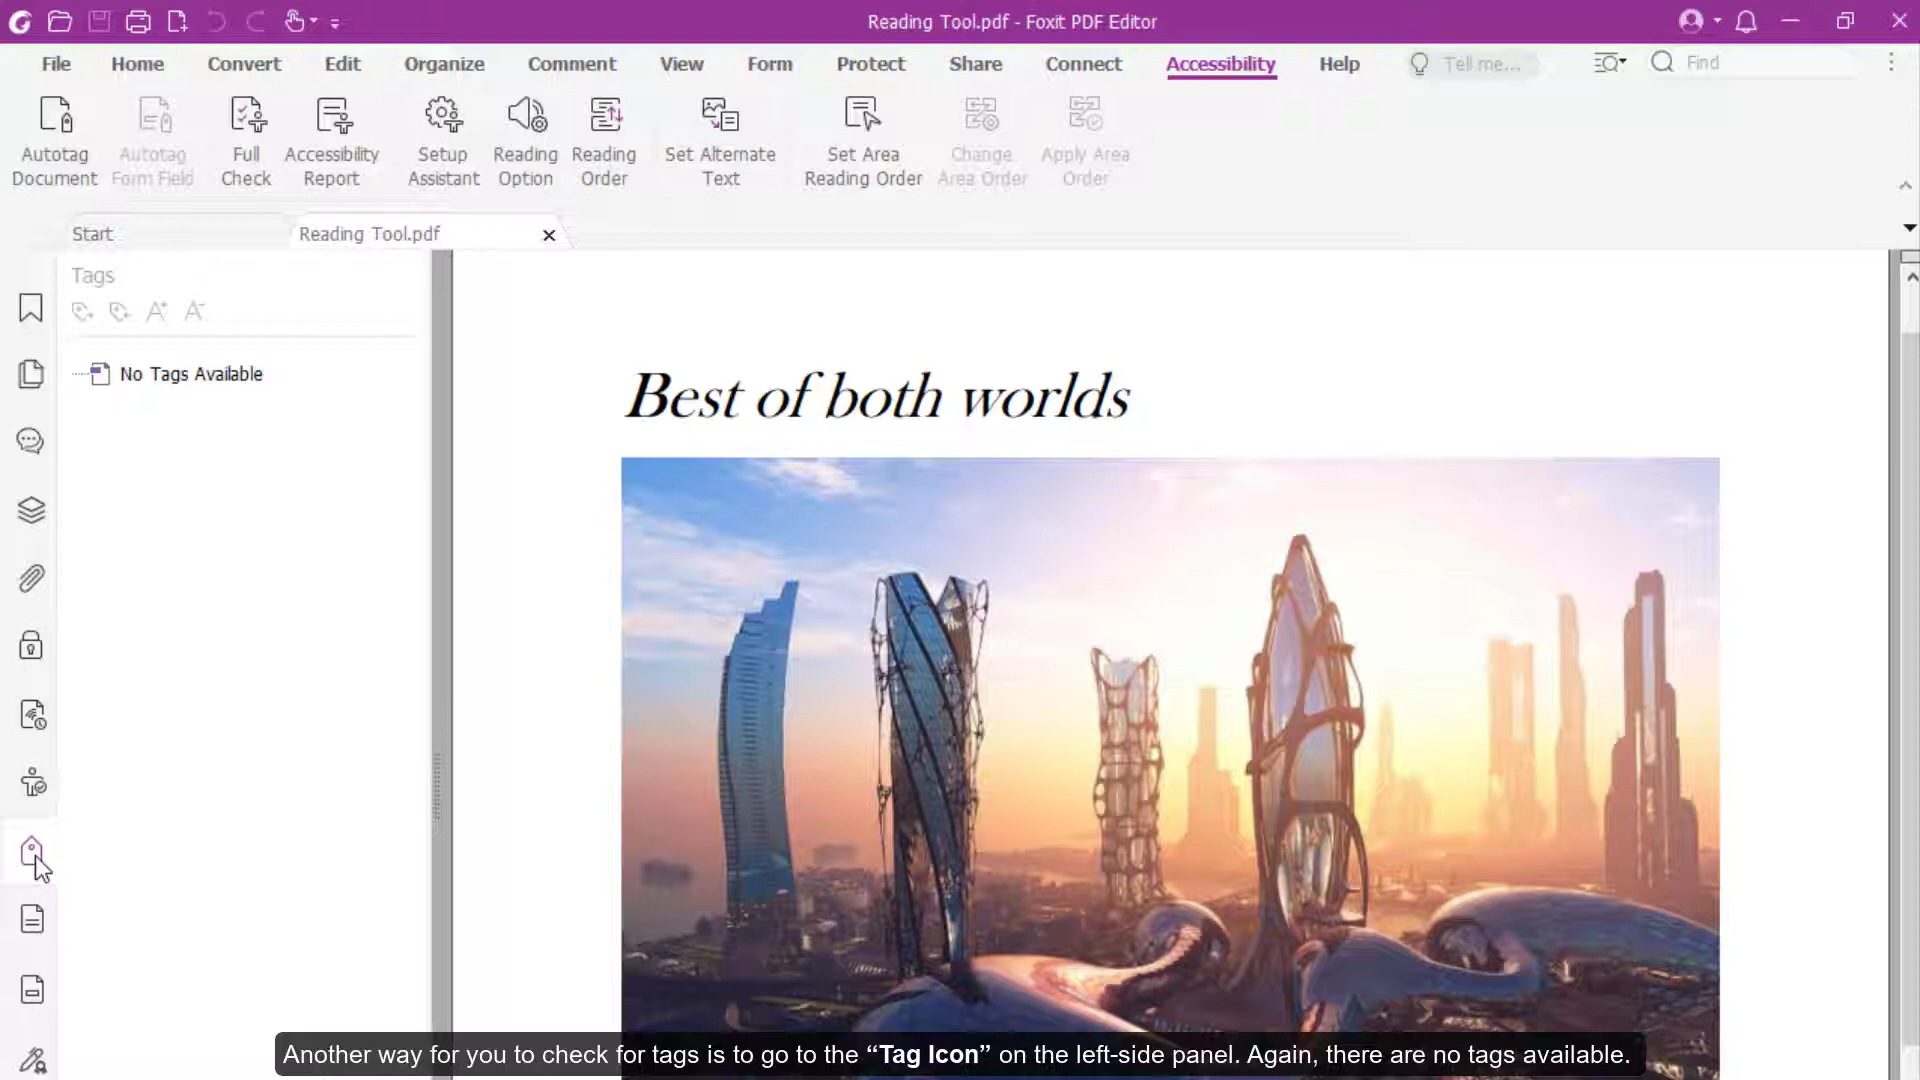 Reading Tool.pdf - Foxit PDF Editor
File Home Convert Edit Organize Comment View Form Protect Share Connect Accessibility Help Tell me... Find
Autotag Document
Autotag Form Field
Full Check
Accessibility Report
Setup Assistant
Reading Option
Reading Order
Set Alternate Text
Set Area Reading Order
Change Area Order
Apply Area Order
Start
Reading Tool.pdf
Tags
No Tags Available
Best of both worlds
Another way for you to check for tags is to go to the “Tag Icon” on the left-side panel. Again, there are no tags available.